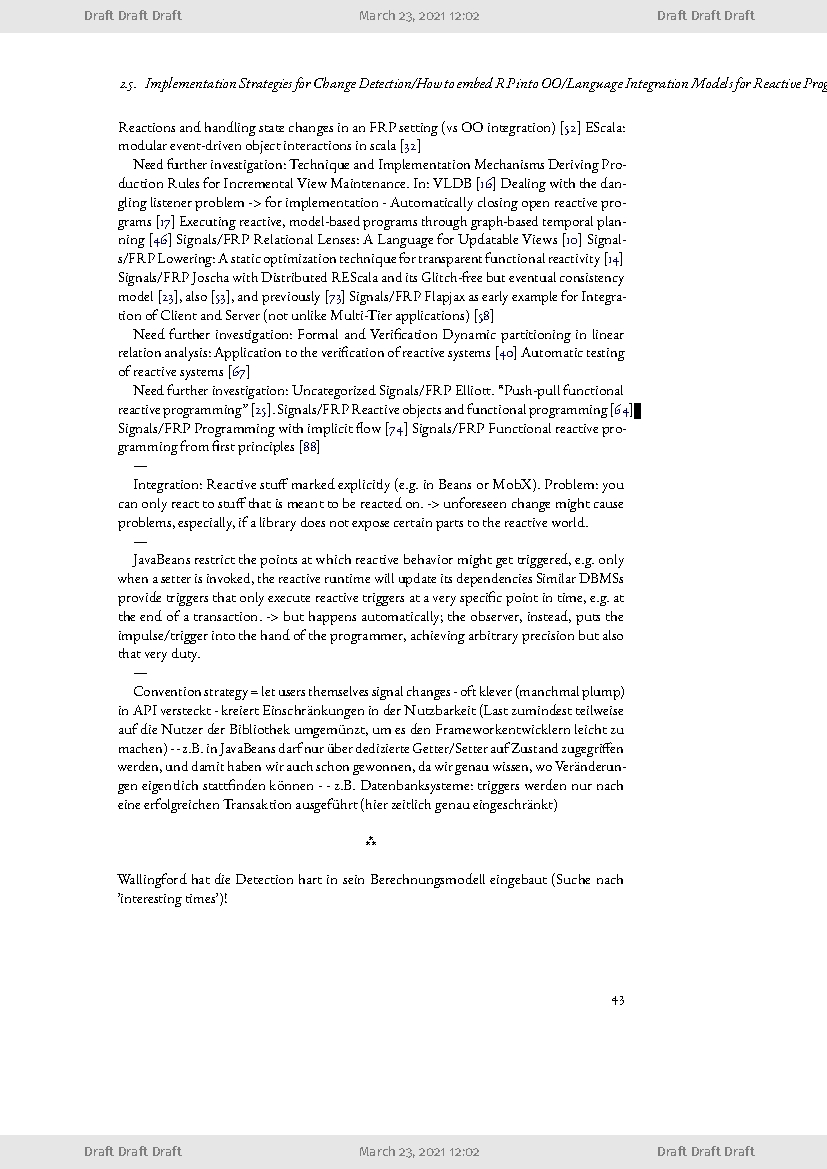 Draft Draft Draft March 23, 2021 12:02 Draft Draft Draft
2.5. Implementation Strategies for Change Detection/How to embed RP into OO/Language Integration Models for Reactive Prog
Reactions and handling state changes in an FRP setting (vs OO integration) [52] EScala:
modular event-driven object interactions in scala [32]
Need further investigation: Technique and Implementation Mechanisms Deriving Pro-
duction Rules for Incremental View Maintenance. In: VLDB [16] Dealing with the dan-
gling listener problem -> for implementation - Automatically closing open reactive pro-
grams [17] Executing reactive, model-based programs through graph-based temporal plan-
ning [46] Signals/FRP Relational Lenses: A Language for Updatable Views [10] Signal-
s/FRP Lowering: A static optimization technique for transparent functional reactivity [14]
Signals/FRP Joscha with Distributed REScala and its Glitch-free but eventual consistency
model [23], also [53], and previously [73] Signals/FRP Flapjax as early example for Integra-
tion of Client and Server (not unlike Multi-Tier applications) [58]
Need further investigation: Formal and Verification Dynamic partitioning in linear
relation analysis: Application to the verification of reactive systems [40] Automatic testing
of reactive systems [67]
Need further investigation: Uncategorized Signals/FRP Elliott. “Push-pull functional
reactive programming” [25]. Signals/FRP Reactive objects and functional programming [64]
Signals/FRP Programming with implicit flow [74] Signals/FRP Functional reactive pro-
gramming from first principles [88]
—
Integration: Reactive stuff marked explicitly (e.g. in Beans or MobX). Problem: you
can only react to stuff that is meant to be reacted on. -> unforeseen change might cause
problems, especially, if a library does not expose certain parts to the reactive world.
—
JavaBeans restrict the points at which reactive behavior might get triggered, e.g. only
when a setter is invoked, the reactive runtime will update its dependencies Similar DBMSs
provide triggers that only execute reactive triggers at a very specific point in time, e.g. at
the end of a transaction. -> but happens automatically; the observer, instead, puts the
impulse/trigger into the hand of the programmer, achieving arbitrary precision but also
that very duty.
—
Convention strategy = let users themselves signal changes - oft klever (manchmal plump)
in API versteckt - kreiert Einschränkungen in der Nutzbarkeit (Last zumindest teilweise
auf die Nutzer der Bibliothek umgemünzt, um es den Frameworkentwicklern leicht zu
machen) - - z.B. in JavaBeans darf nur über dedizierte Getter/Setter auf Zustand zugegriffen
werden, und damit haben wir auch schon gewonnen, da wir genau wissen, wo Veränderun-
gen eigentlich stattfinden können - - z.B. Datenbanksysteme: triggers werden nur nach
eine erfolgreichen Transaktion ausgeführt (hier zeitlich genau eingeschränkt)
⁂
Wallingford hat die Detection hart in sein Berechnungsmodell eingebaut (Suche nach
’interesting times’)!
43
Draft Draft Draft March 23, 2021 12:02 Draft Draft Draft